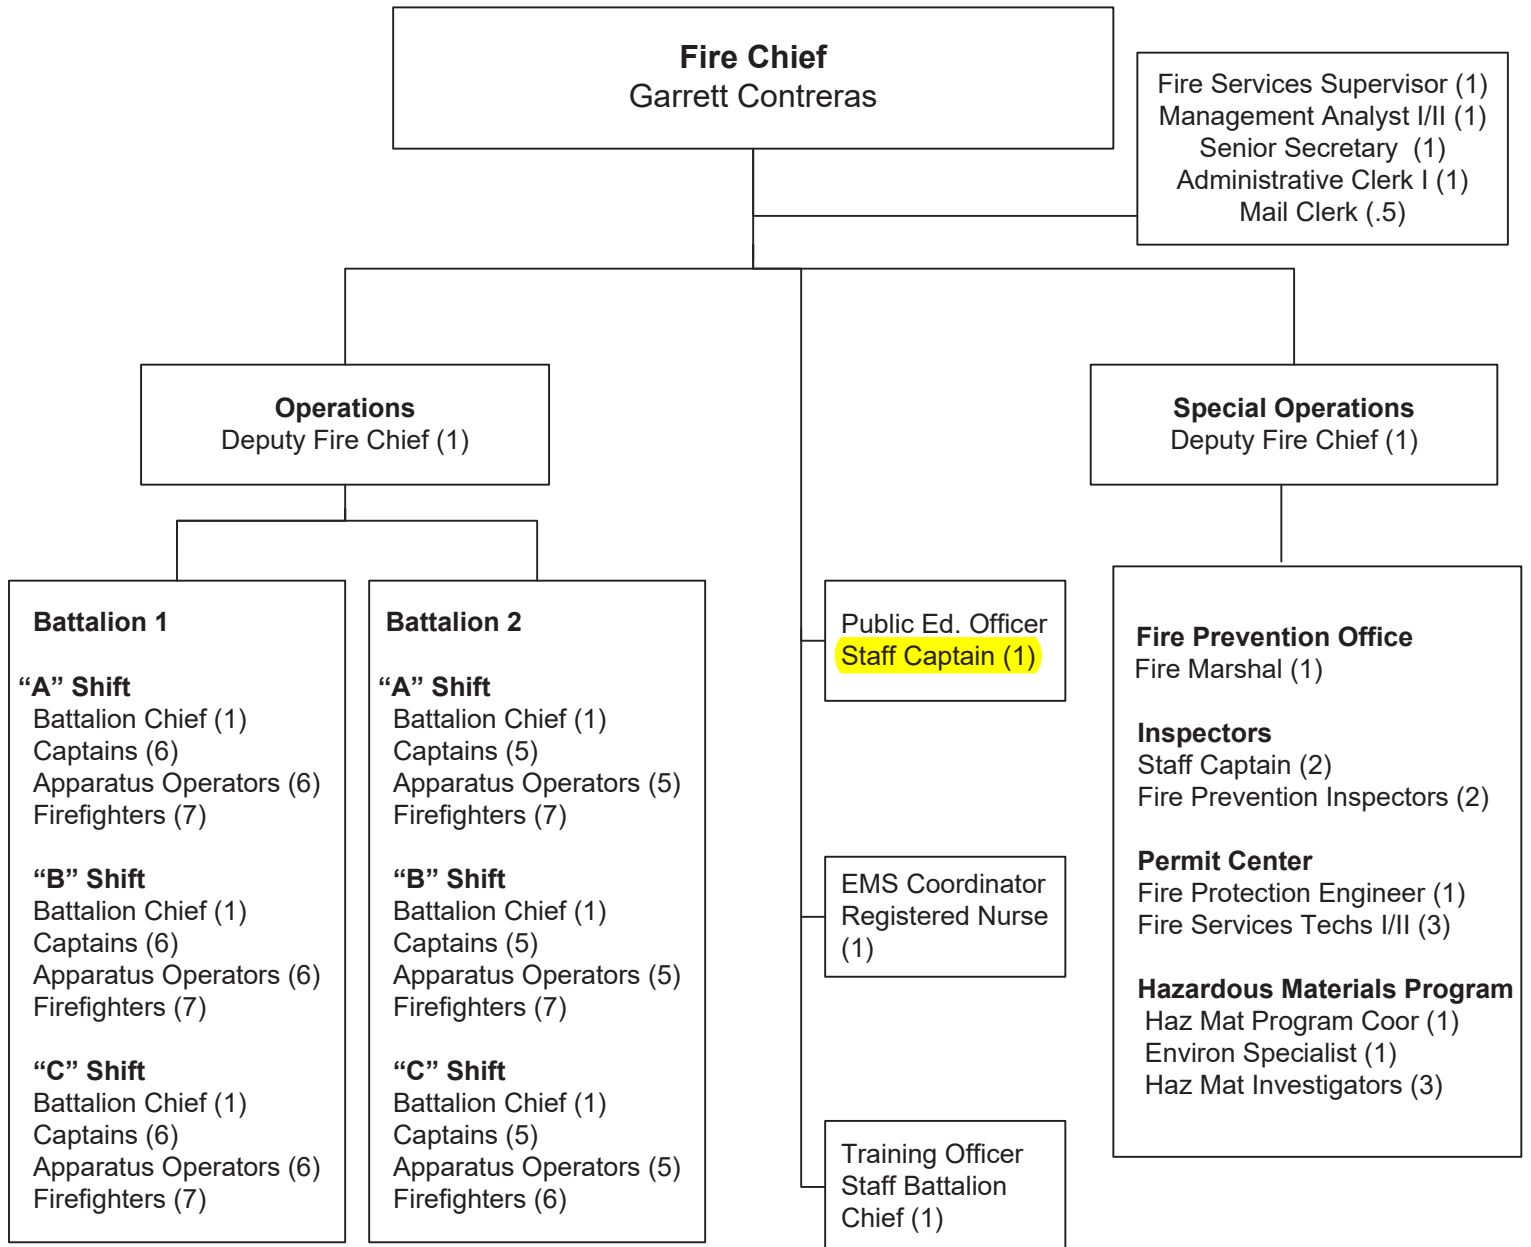 Fire Chief
Garrett Contreras
Fire Services Supervisor (1)
Management Analyst I/II (1)
Senior Secretary (1)
Administrative Clerk I (1)
Mail Clerk (.5)
Operations
Deputy Fire Chief (1)
Special Operations
Deputy Fire Chief (1)
Battalion 1
“A” Shift
Battalion Chief (1)
Captains (6)
Apparatus Operators (6)
Firefighters (7)
“B” Shift
Battalion Chief (1)
Captains (6)
Apparatus Operators (6)
Firefighters (7)
“C” Shift
Battalion Chief (1)
Captains (6)
Apparatus Operators (6)
Firefighters (7)
Battalion 2
“A” Shift
Battalion Chief (1)
Captains (5)
Apparatus Operators (5)
Firefighters (7)
“B” Shift
Battalion Chief (1)
Captains (5)
Apparatus Operators (5)
Firefighters (7)
“C” Shift
Battalion Chief (1)
Captains (5)
Apparatus Operators (5)
Firefighters (6)
Public Ed. Officer
Staff Captain (1)
EMS Coordinator
Registered Nurse
(1)
Training Officer
Staff Battalion
Chief (1)
Fire Prevention Office
Fire Marshal (1)
Inspectors
Staff Captain (2)
Fire Prevention Inspectors (2)
Permit Center
Fire Protection Engineer (1)
Fire Services Techs I/II (3)
Hazardous Materials Program
Haz Mat Program Coor (1)
Environ Specialist (1)
Haz Mat Investigators (3)